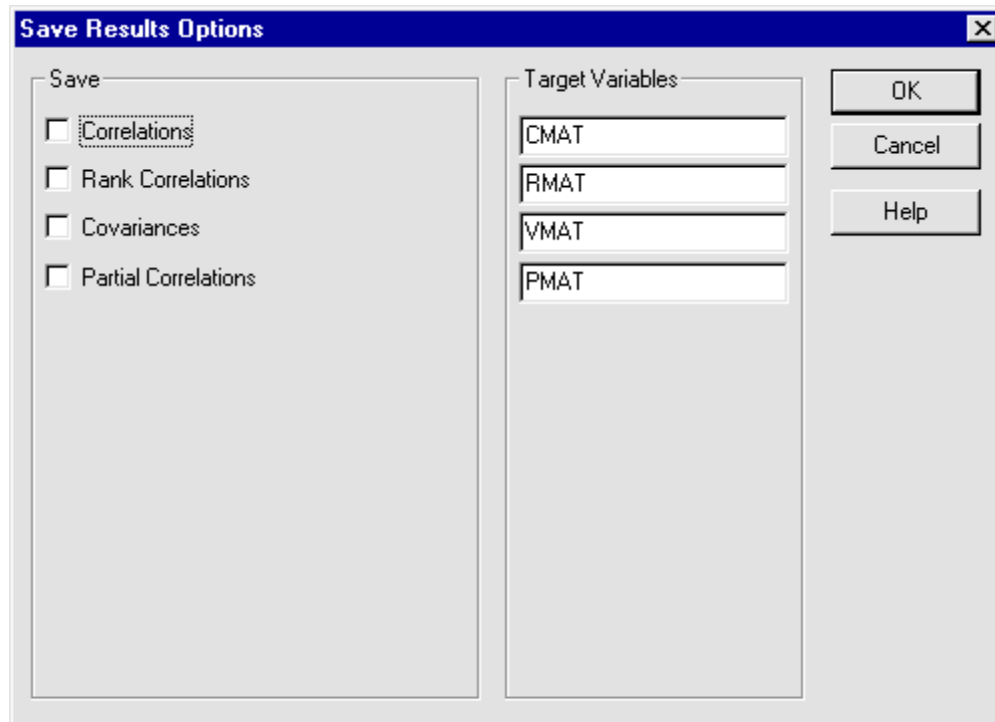 Save Results Options
Save
Correlations
Rank Correlations
Covariances
Partial Correlations
Target Variables
CMAT
RMAT
VMAT
PMAT
OK
Cancel
Help